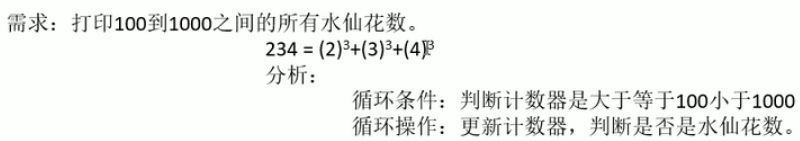 需求：打印100到1000之间的所有水仙花数。
234 = (2)³+(3)³+(4)³
分析：
循环条件：判断计数器是大于等于100小于1000
循环操作：更新计数器，判断是否是水仙花数。